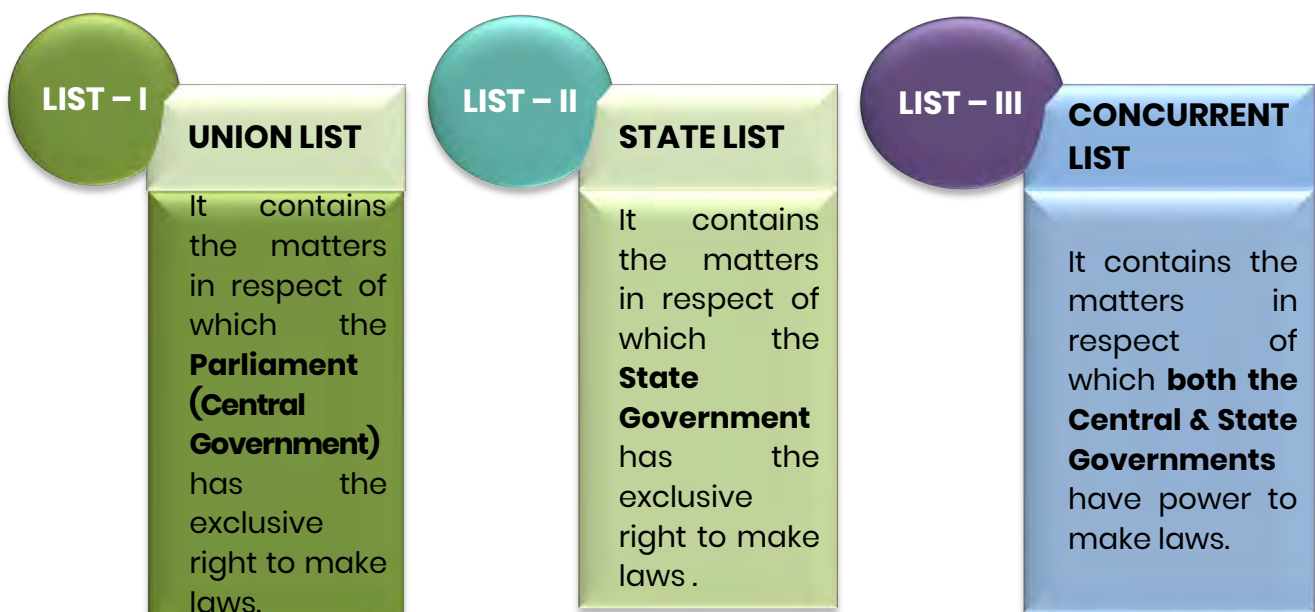 LIST – I
UNION LIST
It contains
the matters
in respect of
which the
Parliament
(Central
Government)
has the
exclusive
right to make
laws.
LIST – II
STATE LIST
It contains
the matters
in respect of
which the
State
Government
has the
exclusive
right to make
laws .
LIST – III
CONCURRENT
LIST
It contains the
matters in
respect of
which both the
Central & State
Governments
have power to
make laws.